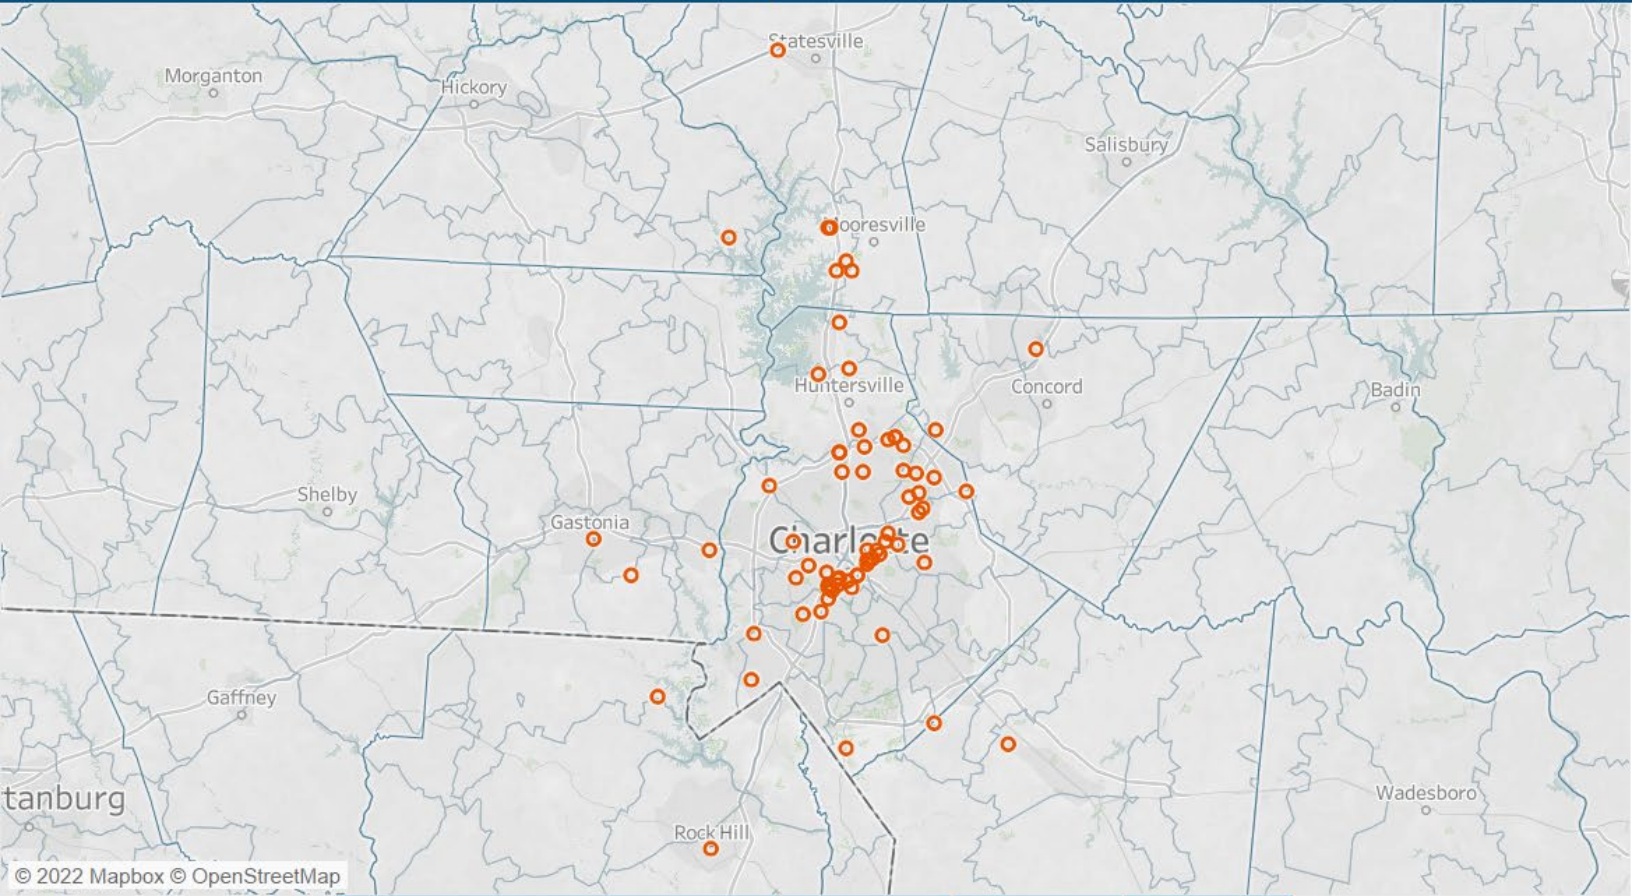 Statesville
Morganton
Hickory
Salisbury
Mooresville
Huntersville
Concord
Badin
Shelby
Gastonia
Charlotte
Gaffney
tanburg
Wadesboro
Rock Hill
© 2022 Mapbox © OpenStreetMap